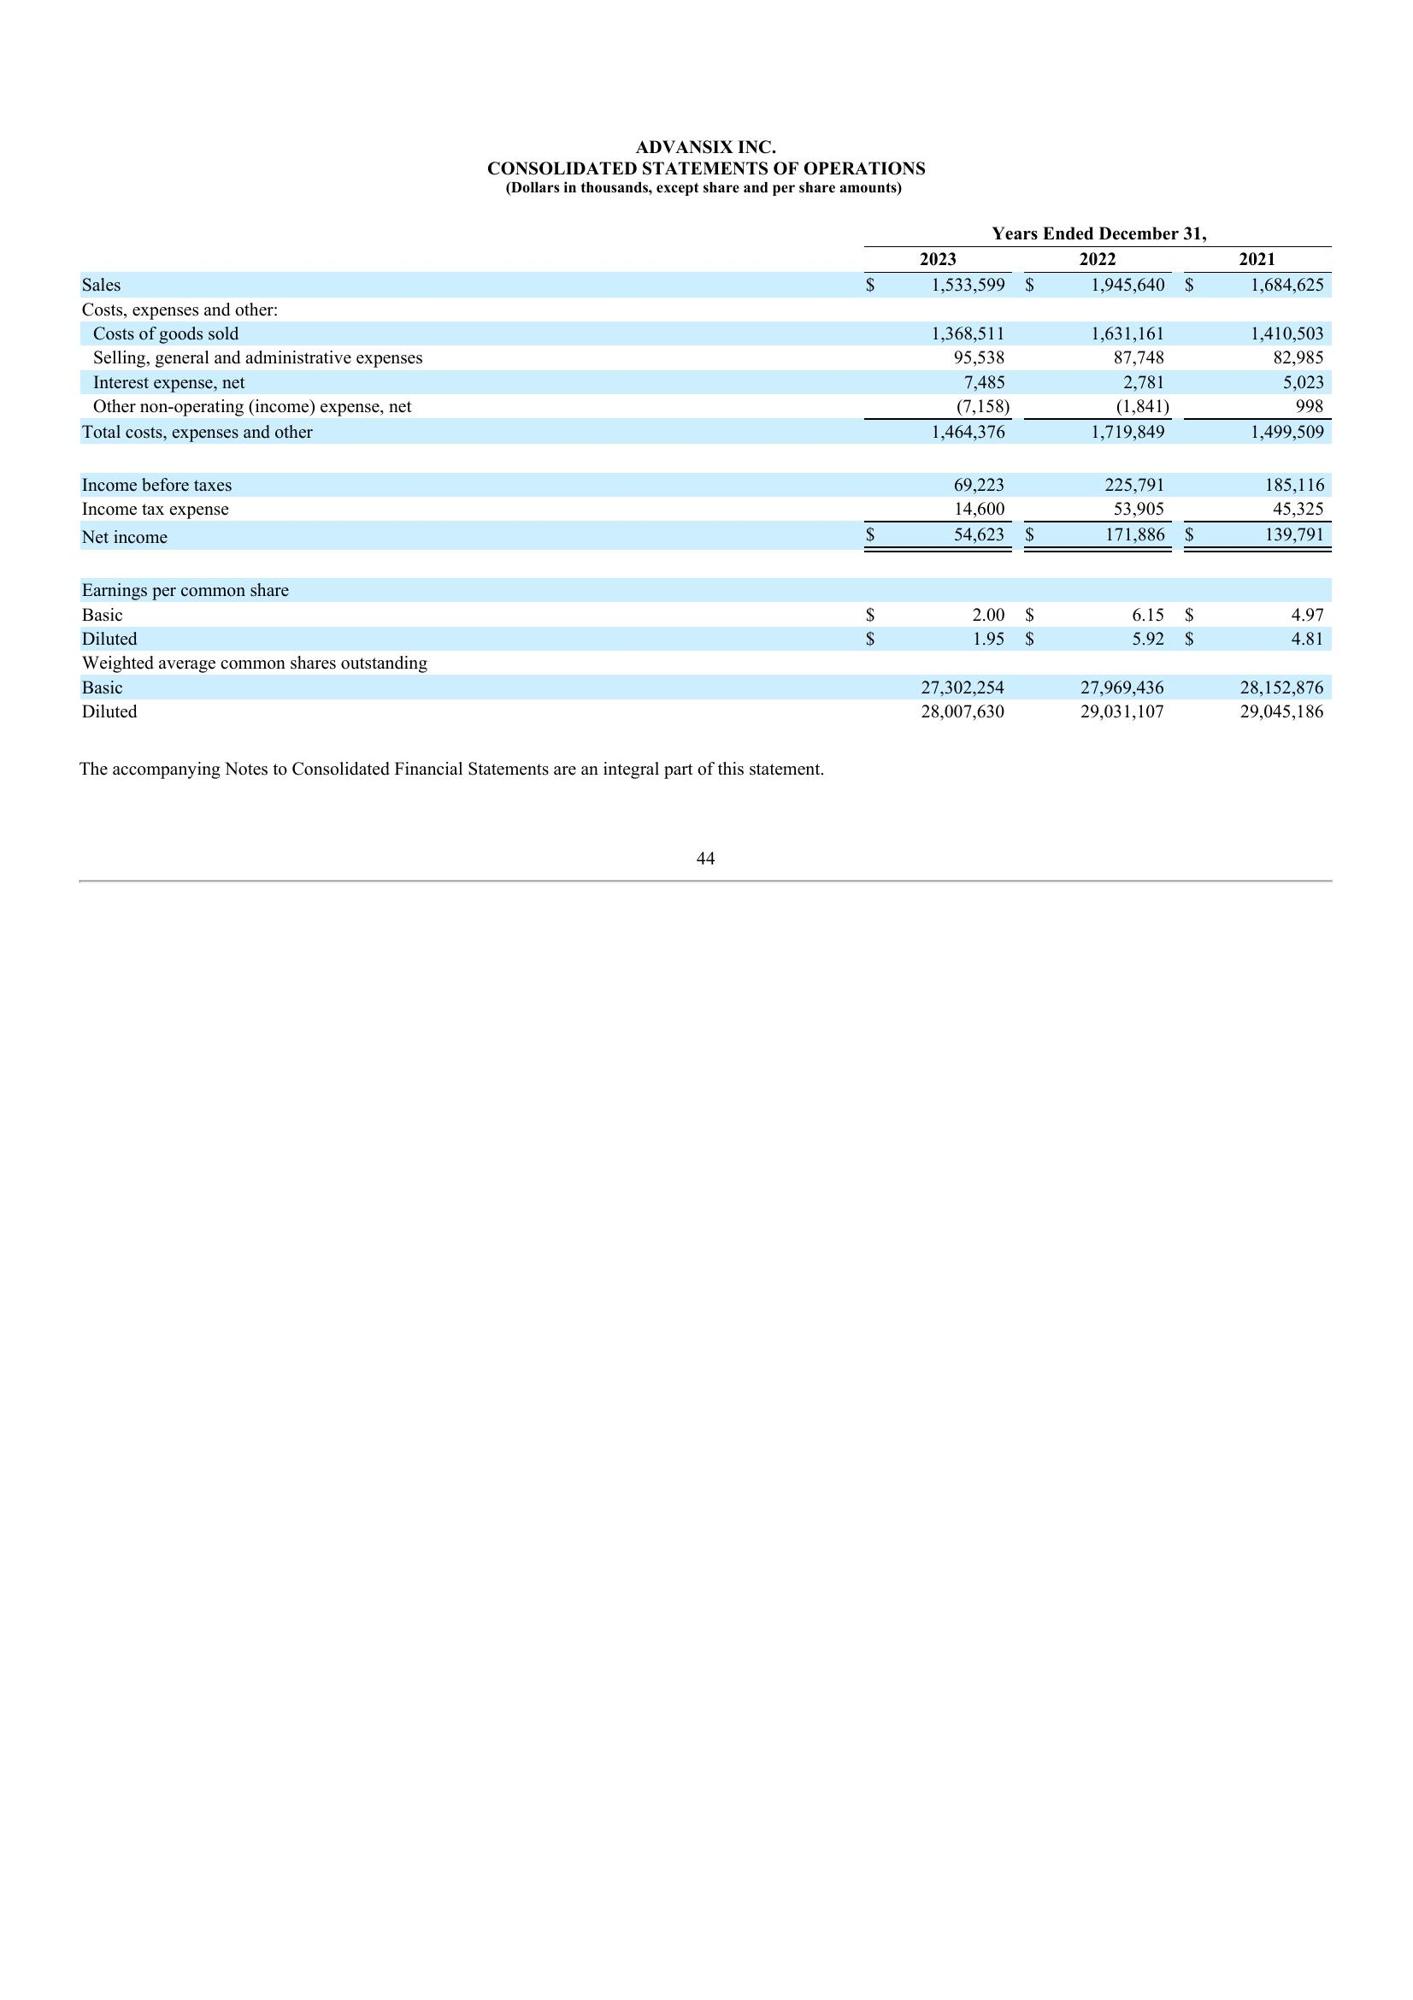 ADVANSIX INC.
CONSOLIDATED STATEMENTS OF OPERATIONS
(Dollars in thousands, except share and per share amounts)
Years Ended December 31,
2023 2022 2021
Sales $ 1,533,599 $ 1,945,640 $ 1,684,625
Costs, expenses and other:
Costs of goods sold 1,368,511 1,631,161 1,410,503
Selling, general and administrative expenses 95,538 87,748 82,985
Interest expense, net 7,485 2,781 5,023
Other non-operating (income) expense, net (7,158) (1,841) 998
Total costs, expenses and other 1,464,376 1,719,849 1,499,509
Income before taxes 69,223 225,791 185,116
Income tax expense 14,600 53,905 45,325
Net income $ 54,623 $ 171,886 $ 139,791
Earnings per common share
Basic $ 2.00 $ 6.15 $ 4.97
Diluted $ 1.95 $ 5.92 $ 4.81
Weighted average common shares outstanding
Basic 27,302,254 27,969,436 28,152,876
Diluted 28,007,630 29,031,107 29,045,186
The accompanying Notes to Consolidated Financial Statements are an integral part of this statement.
44